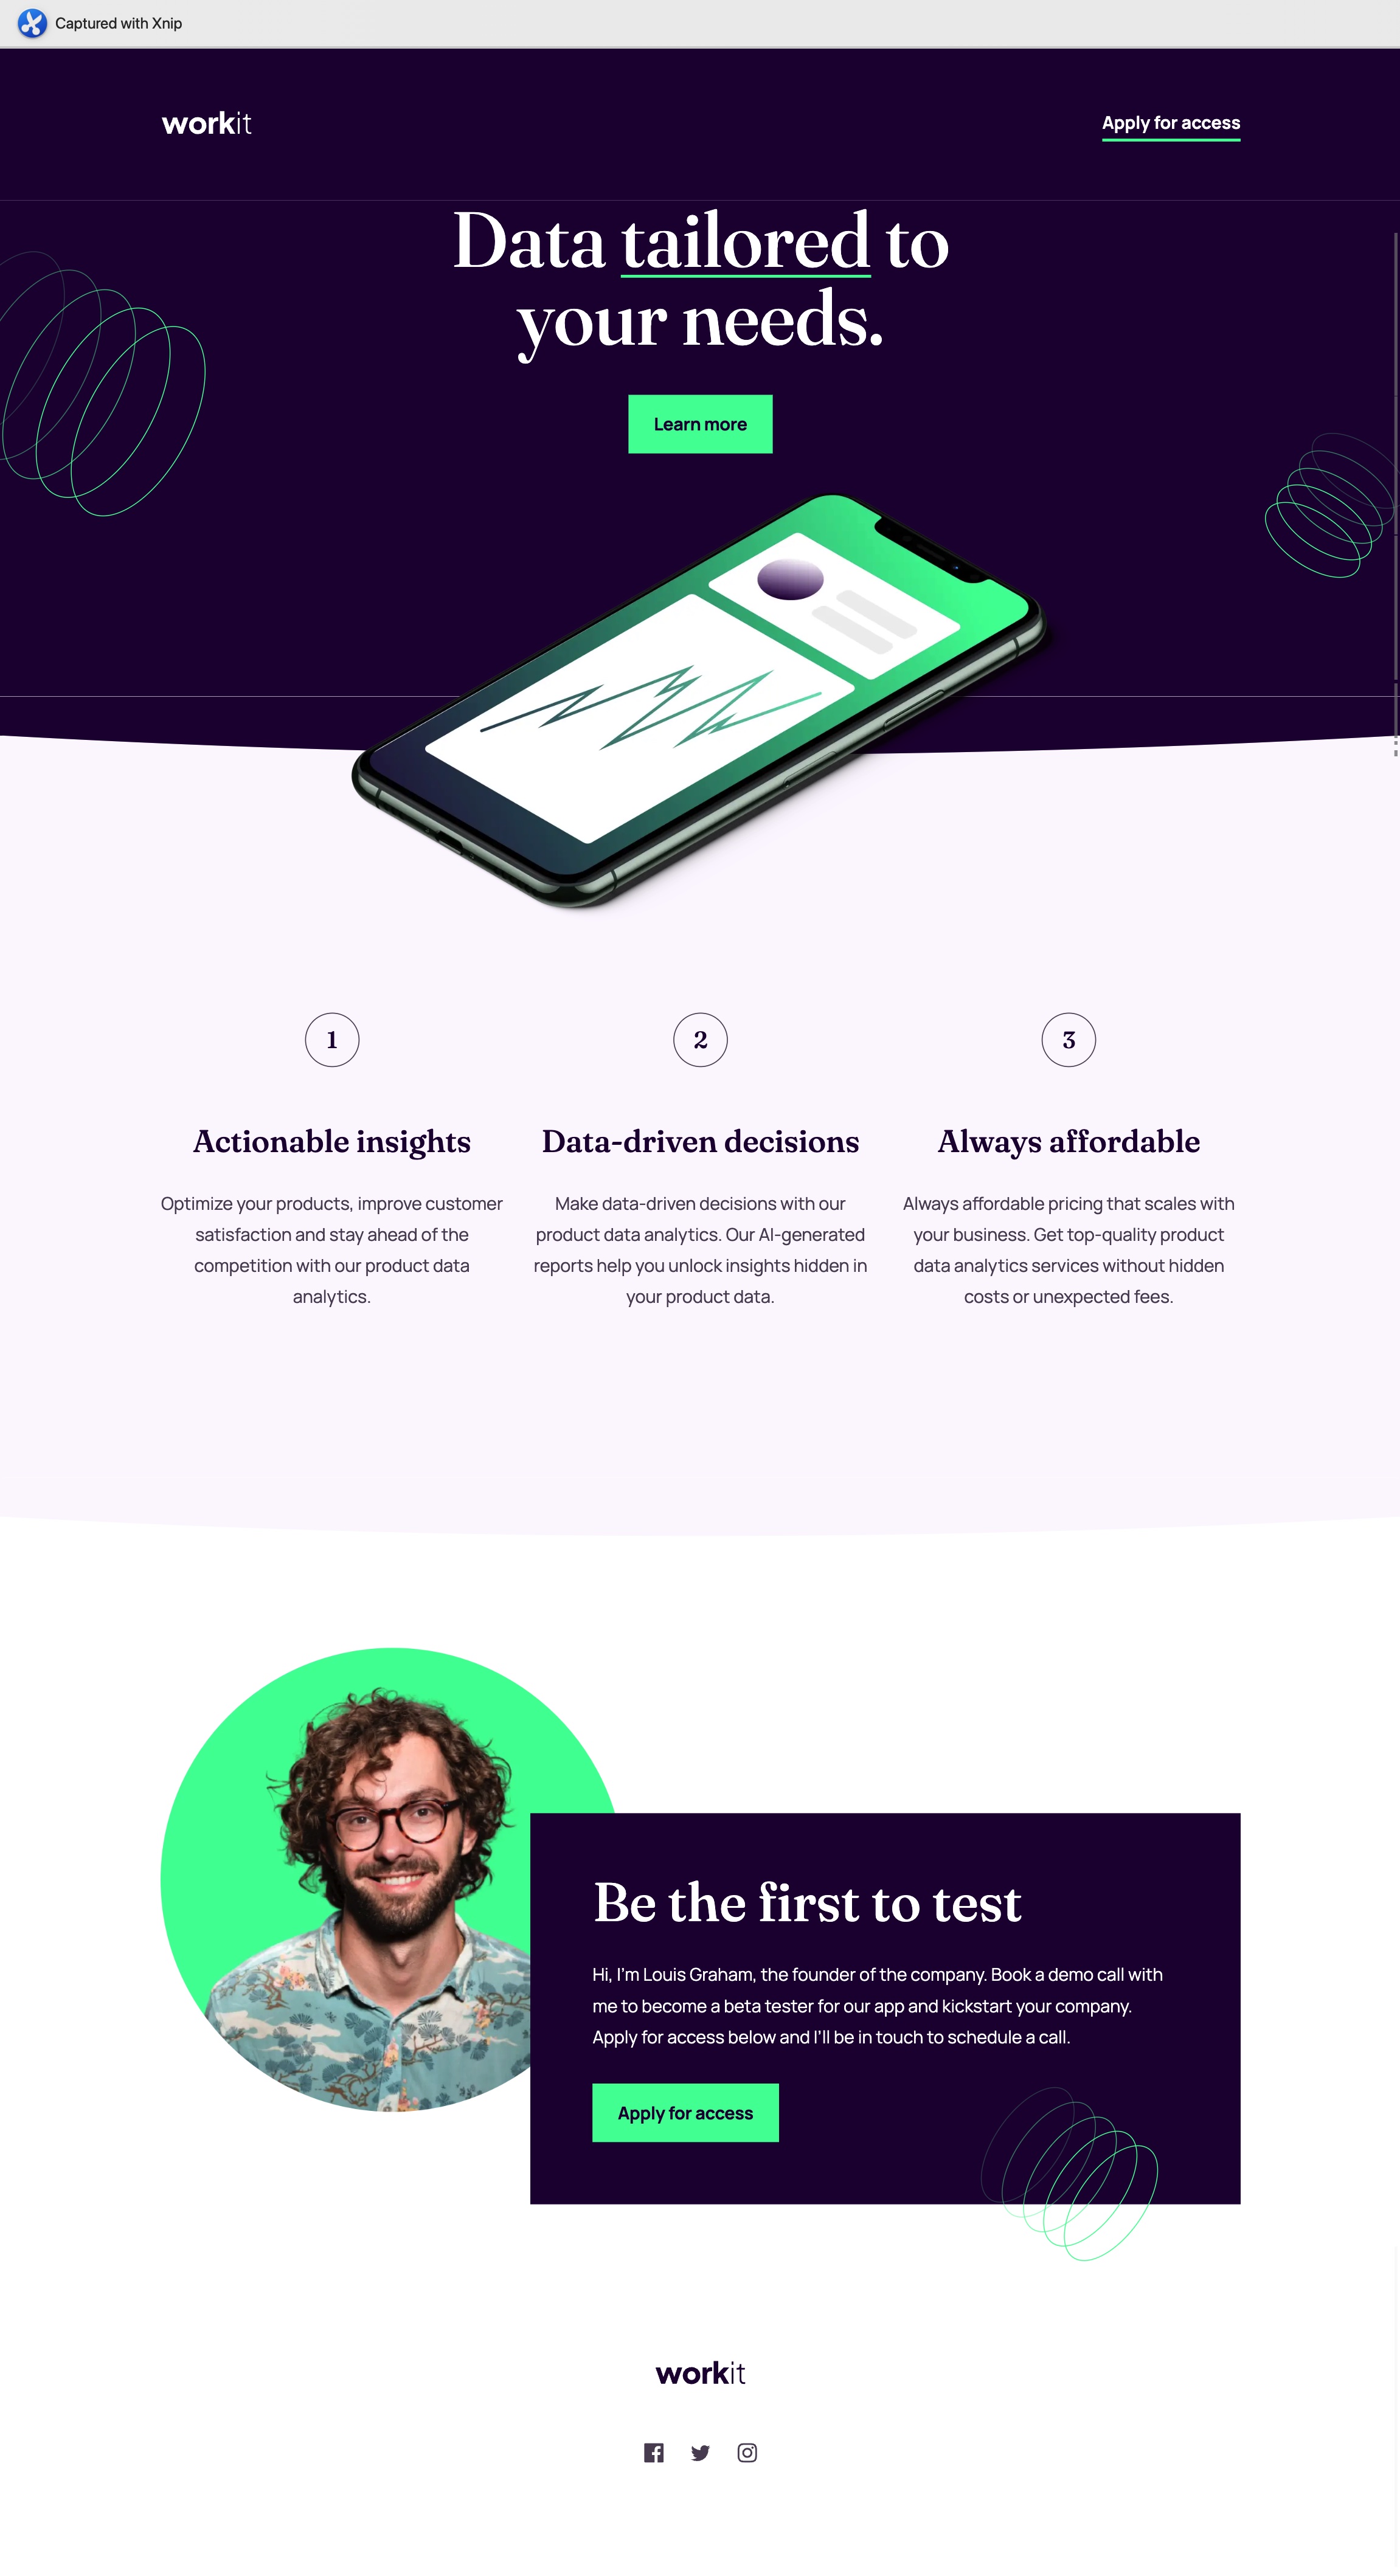 Captured with Xnip
workit
Apply for access
Data tailored to
your needs.
Learn more
1
2
3
Actionable insights
Data-driven decisions
Always affordable
Optimize your products, improve customer
satisfaction and stay ahead of the
competition with our product data
analytics.
Make data-driven decisions with our
product data analytics. Our AI-generated
reports help you unlock insights hidden in
your product data.
Always affordable pricing that scales with
your business. Get top-quality product
data analytics services without hidden
costs or unexpected fees.
Be the first to test
Hi, I'm Louis Graham, the founder of the company. Book a demo call with
me to become a beta tester for our app and kickstart your company.
Apply for access below and I'll be in touch to schedule a call.
Apply for access
workit